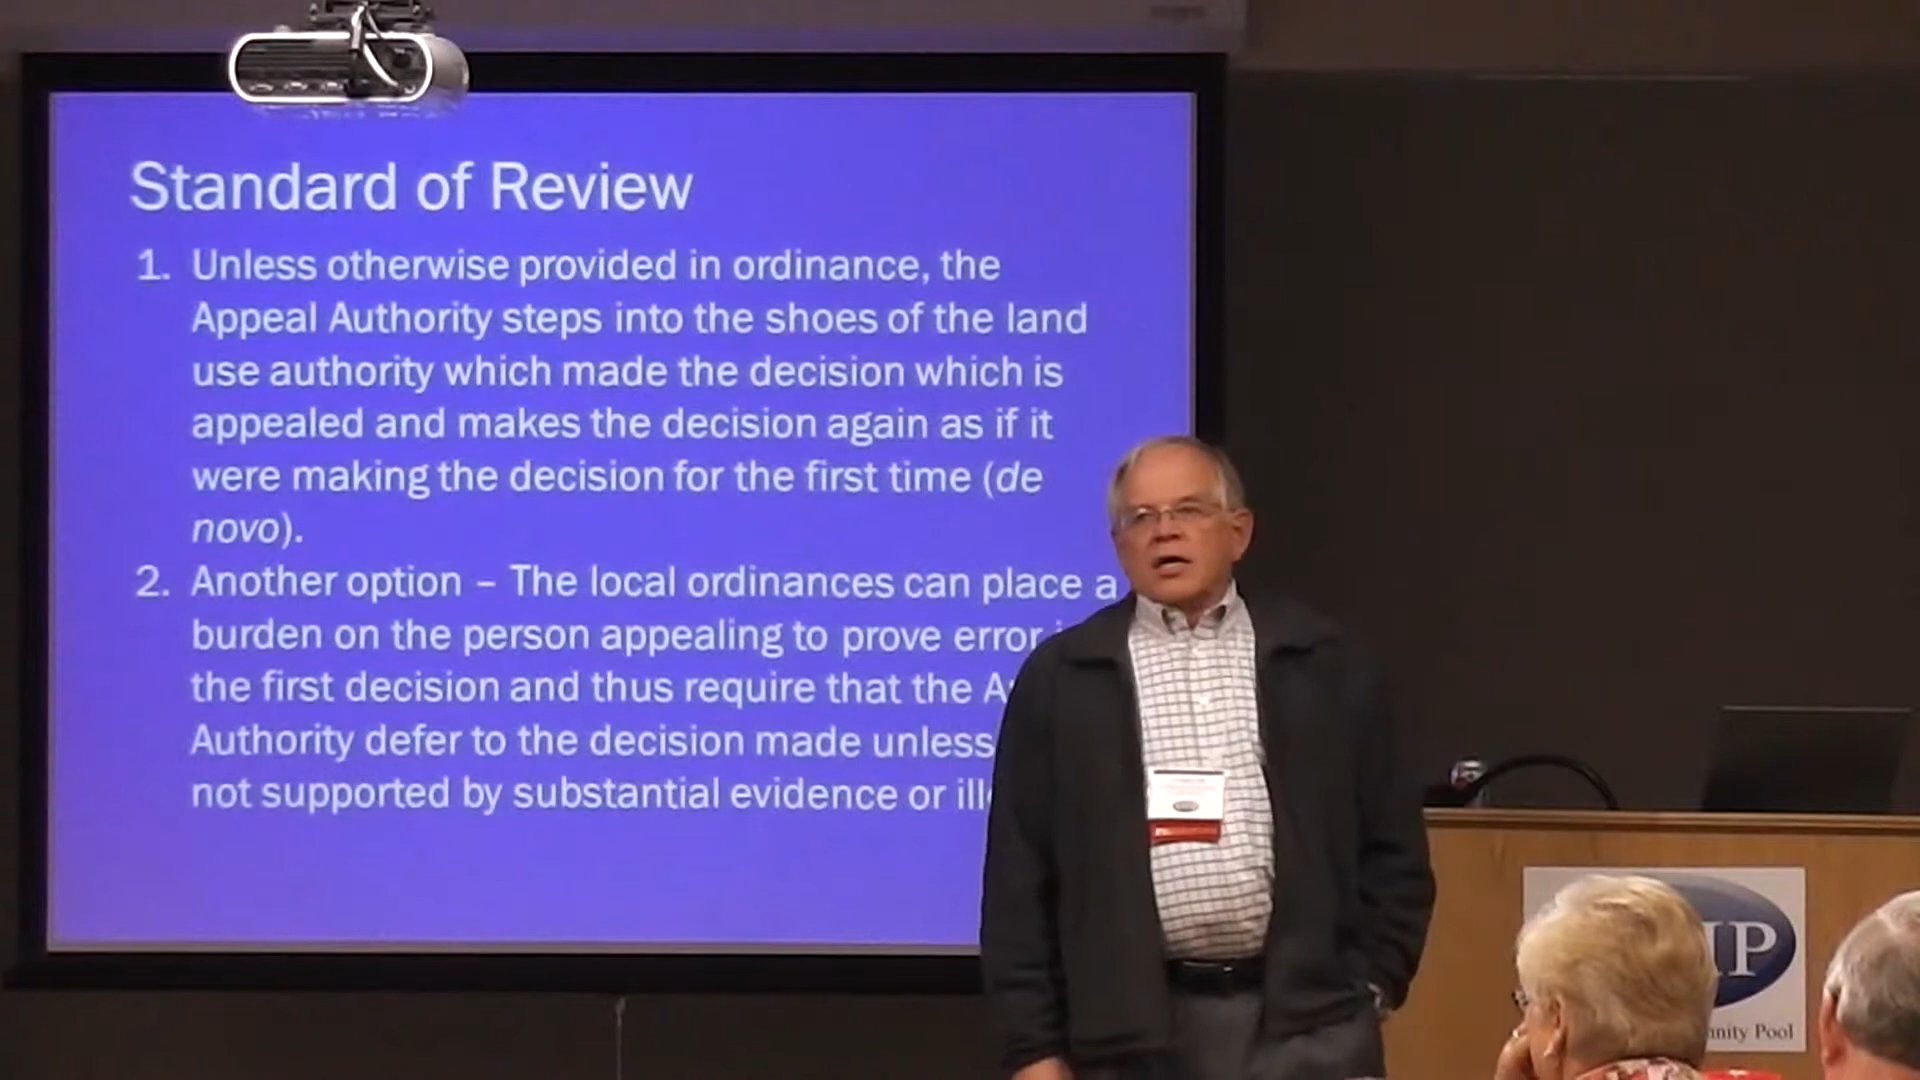 Standard of Review
1. Unless otherwise provided in ordinance, the
Appeal Authority steps into the shoes of the land
use authority which made the decision which is
appealed and makes the decision again as if it
were making the decision for the first time (de
novo).
2. Another option – The local ordinances can place a
burden on the person appealing to prove error
the first decision and thus require that the
Authority defer to the decision made unless
not supported by substantial evidence or
IP
Pool